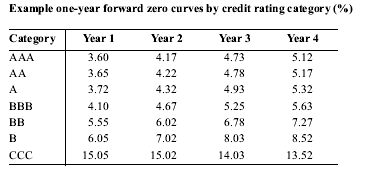 Example one-year forward zero curves by credit rating category (%)
Category Year 1 Year 2 Year 3 Year 4
AAA 3.60 4.17 4.73 5.12
AA 3.65 4.22 4.78 5.17
A 3.72 4.32 4.93 5.32
BBB 4.10 4.67 5.25 5.63
BB 5.55 6.02 6.78 7.27
B 6.05 7.02 8.03 8.52
CCC 15.05 15.02 14.03 13.52